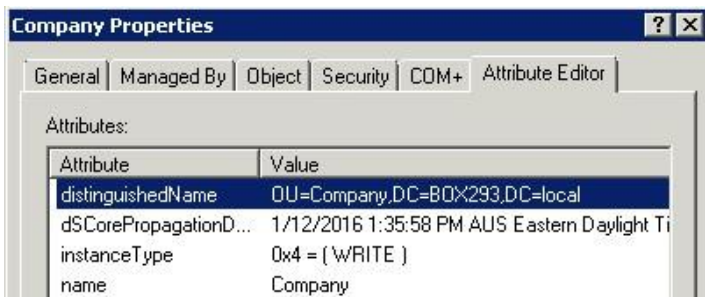 Company Properties
? X
General Managed By Object Security COM+ Attribute Editor
Attributes:
Attribute Value
distinguishedName OU=Company,DC=BOX293,DC=local
dSCorePropagationD... 1/12/2016 1:35:58 PM AUS Eastern Daylight Ti
instanceType 0x4 = ( WRITE )
name Company